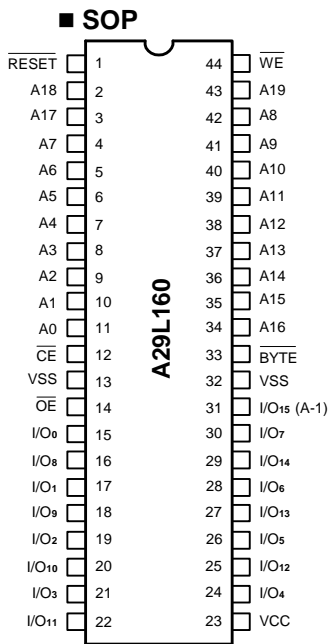 ■ SOP
RESET 1 44 WE
A18 2 43 A19
A17 3 42 A8
A7 4 41 A9
A6 5 40 A10
A5 6 39 A11
A4 7 38 A12
A3 8 37 A13
A2 9 36 A14
A1 10 35 A15
A0 11 34 A16
CE 12 33 BYTE
VSS 13 32 VSS
OE 14 31 I/O15 (A-1)
I/O0 15 30 I/O7
I/O8 16 29 I/O14
I/O1 17 28 I/O6
I/O9 18 27 I/O13
I/O2 19 26 I/O5
I/O10 20 25 I/O12
I/O3 21 24 I/O4
I/O11 22 23 VCC
A29L160